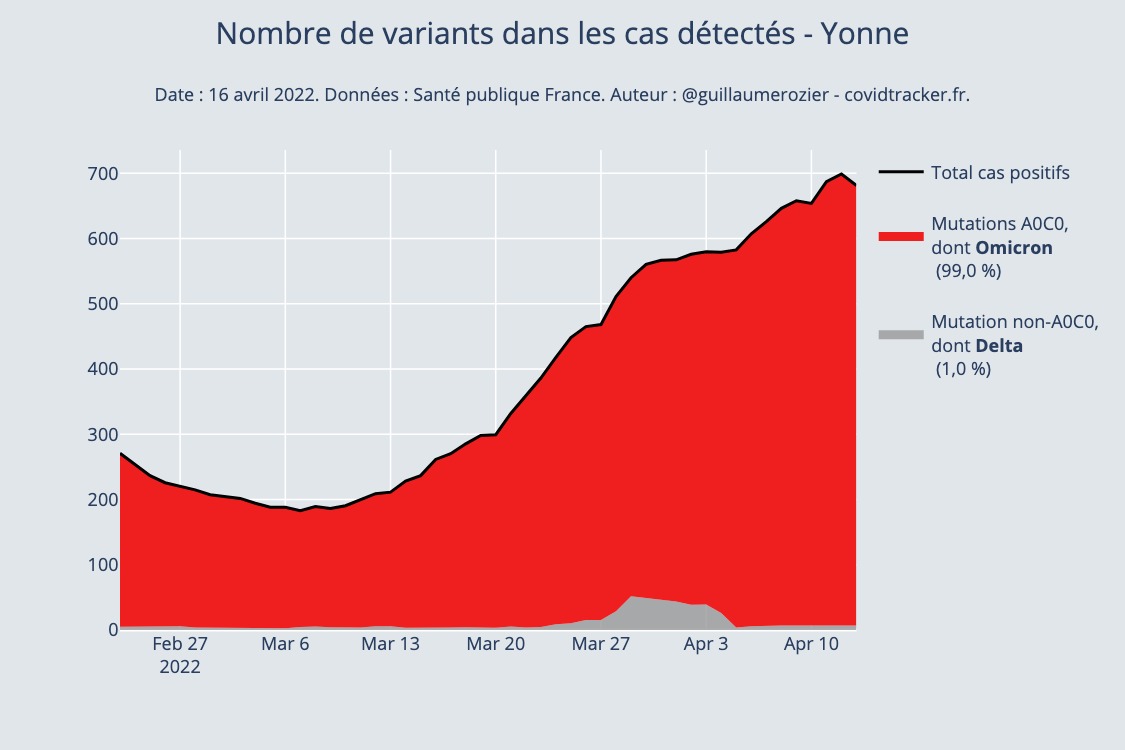 Nombre de variants dans les cas détectés - Yonne
Date : 16 avril 2022. Données : Santé publique France. Auteur : @guillaumerozier - covidtracker.fr.
700
600
500
400
300
200
100
0
Feb 27
2022
Mar 6
Mar 13
Mar 20
Mar 27
Apr 3
Apr 10
Total cas positifs
Mutations A0C0,
dont Omicron
(99,0 %)
Mutation non-A0C0,
dont Delta
(1,0 %)